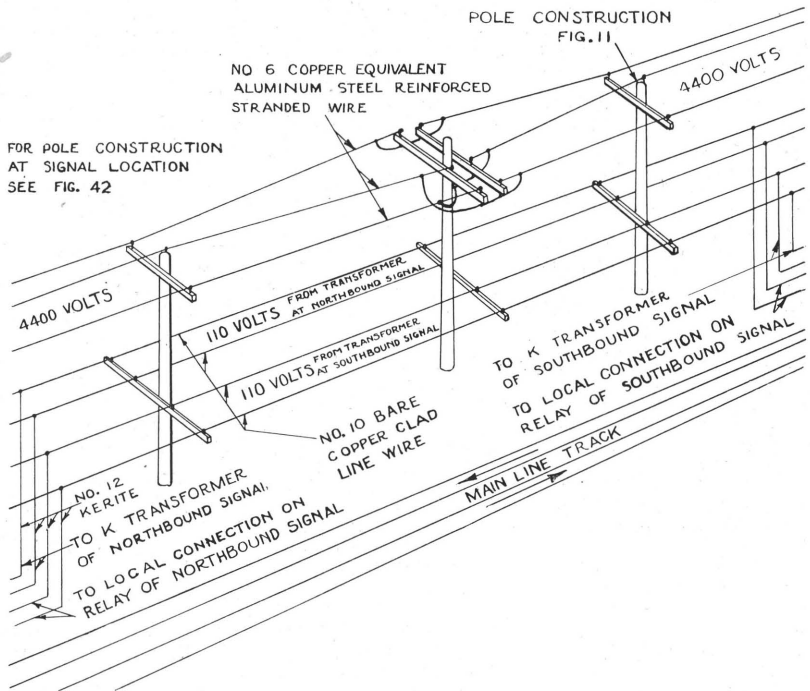 POLE CONSTRUCTION
FIG. 11
NO 6 COPPER EQUIVALENT
ALUMINUM STEEL REINFORCED
STRANDED WIRE
4400 VOLTS
FOR POLE CONSTRUCTION
AT SIGNAL LOCATION
SEE FIG. 42
4400 VOLTS
110 VOLTS FROM TRANSFORMER
AT NORTHBOUND SIGNAL
110 VOLTS FROM TRANSFORMER
AT SOUTHBOUND SIGNAL
TO K TRANSFORMER
OF SOUTHBOUND SIGNAL
TO LOCAL CONNECTION ON
RELAY OF SOUTHBOUND SIGNAL
NO. 10 BARE
COPPER CLAD
LINE WIRE
MAIN LINE TRACK
NO. 12
KERITE
TO K TRANSFORMER
OF NORTHBOUND SIGNAL
TO LOCAL CONNECTION ON
RELAY OF NORTHBOUND SIGNAL